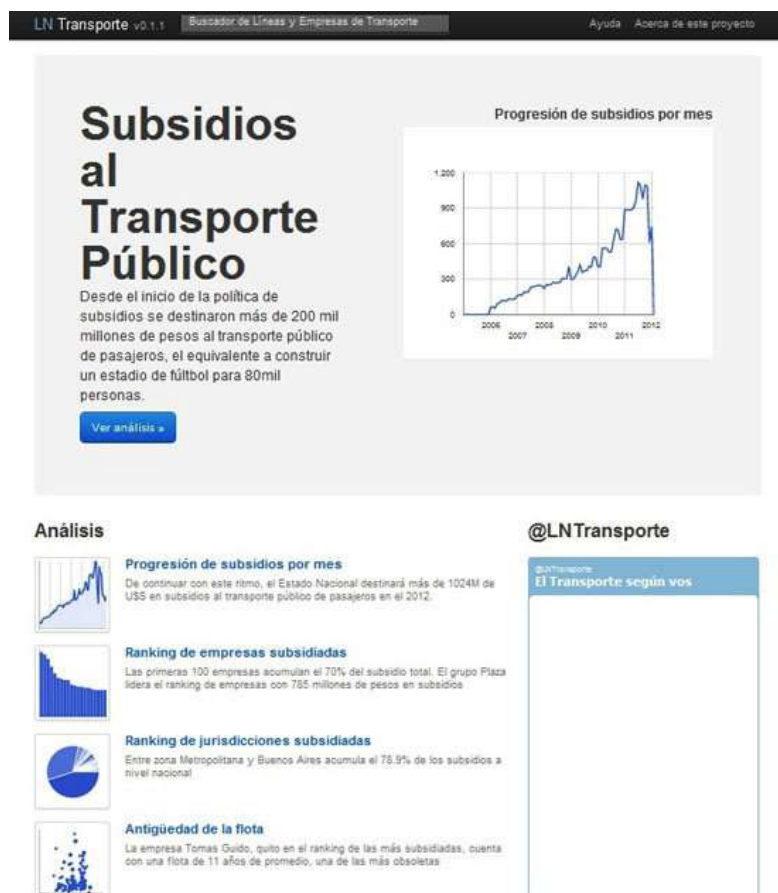 LN Transporte v0.1.1
Buscador de Líneas y Empresas de Transporte
Ayuda
Acerca de este proyecto
Subsidios
al
Transporte
Público
Desde el inicio de la política de
subsidios se destinaron más de 200 mil
millones de pesos al transporte público
de pasajeros, el equivalente a construir
un estadio de fúltbol para 80mil
personas.
Ver análisis »
Progresión de subsidios por mes
1.200
900
600
300
0
2006
2007
2008
2009
2010
2011
2012
Análisis
Progresión de subsidios por mes
De continuar con este ritmo, el Estado Nacional destinará más de 1024M de
U$S en subsidios al transporte público de pasajeros en el 2012.
Ranking de empresas subsidiadas
Las primeras 100 empresas acumulan el 70% del subsidio total. El grupo Plaza
lidera el ranking de empresas con 785 millones de pesos en subsidios
Ranking de jurisdicciones subsidiadas
Entre zona Metropolitana y Buenos Aires acumula el 78.9% de los subsidios a
nivel nacional
Antigüedad de la flota
La empresa Tomas Guido, quito en el ranking de las más subsidiadas, cuenta
con una flota de 11 años de promedio, una de las más obsoletas
@LNTransporte
@LNTransporte
El Transporte según vos